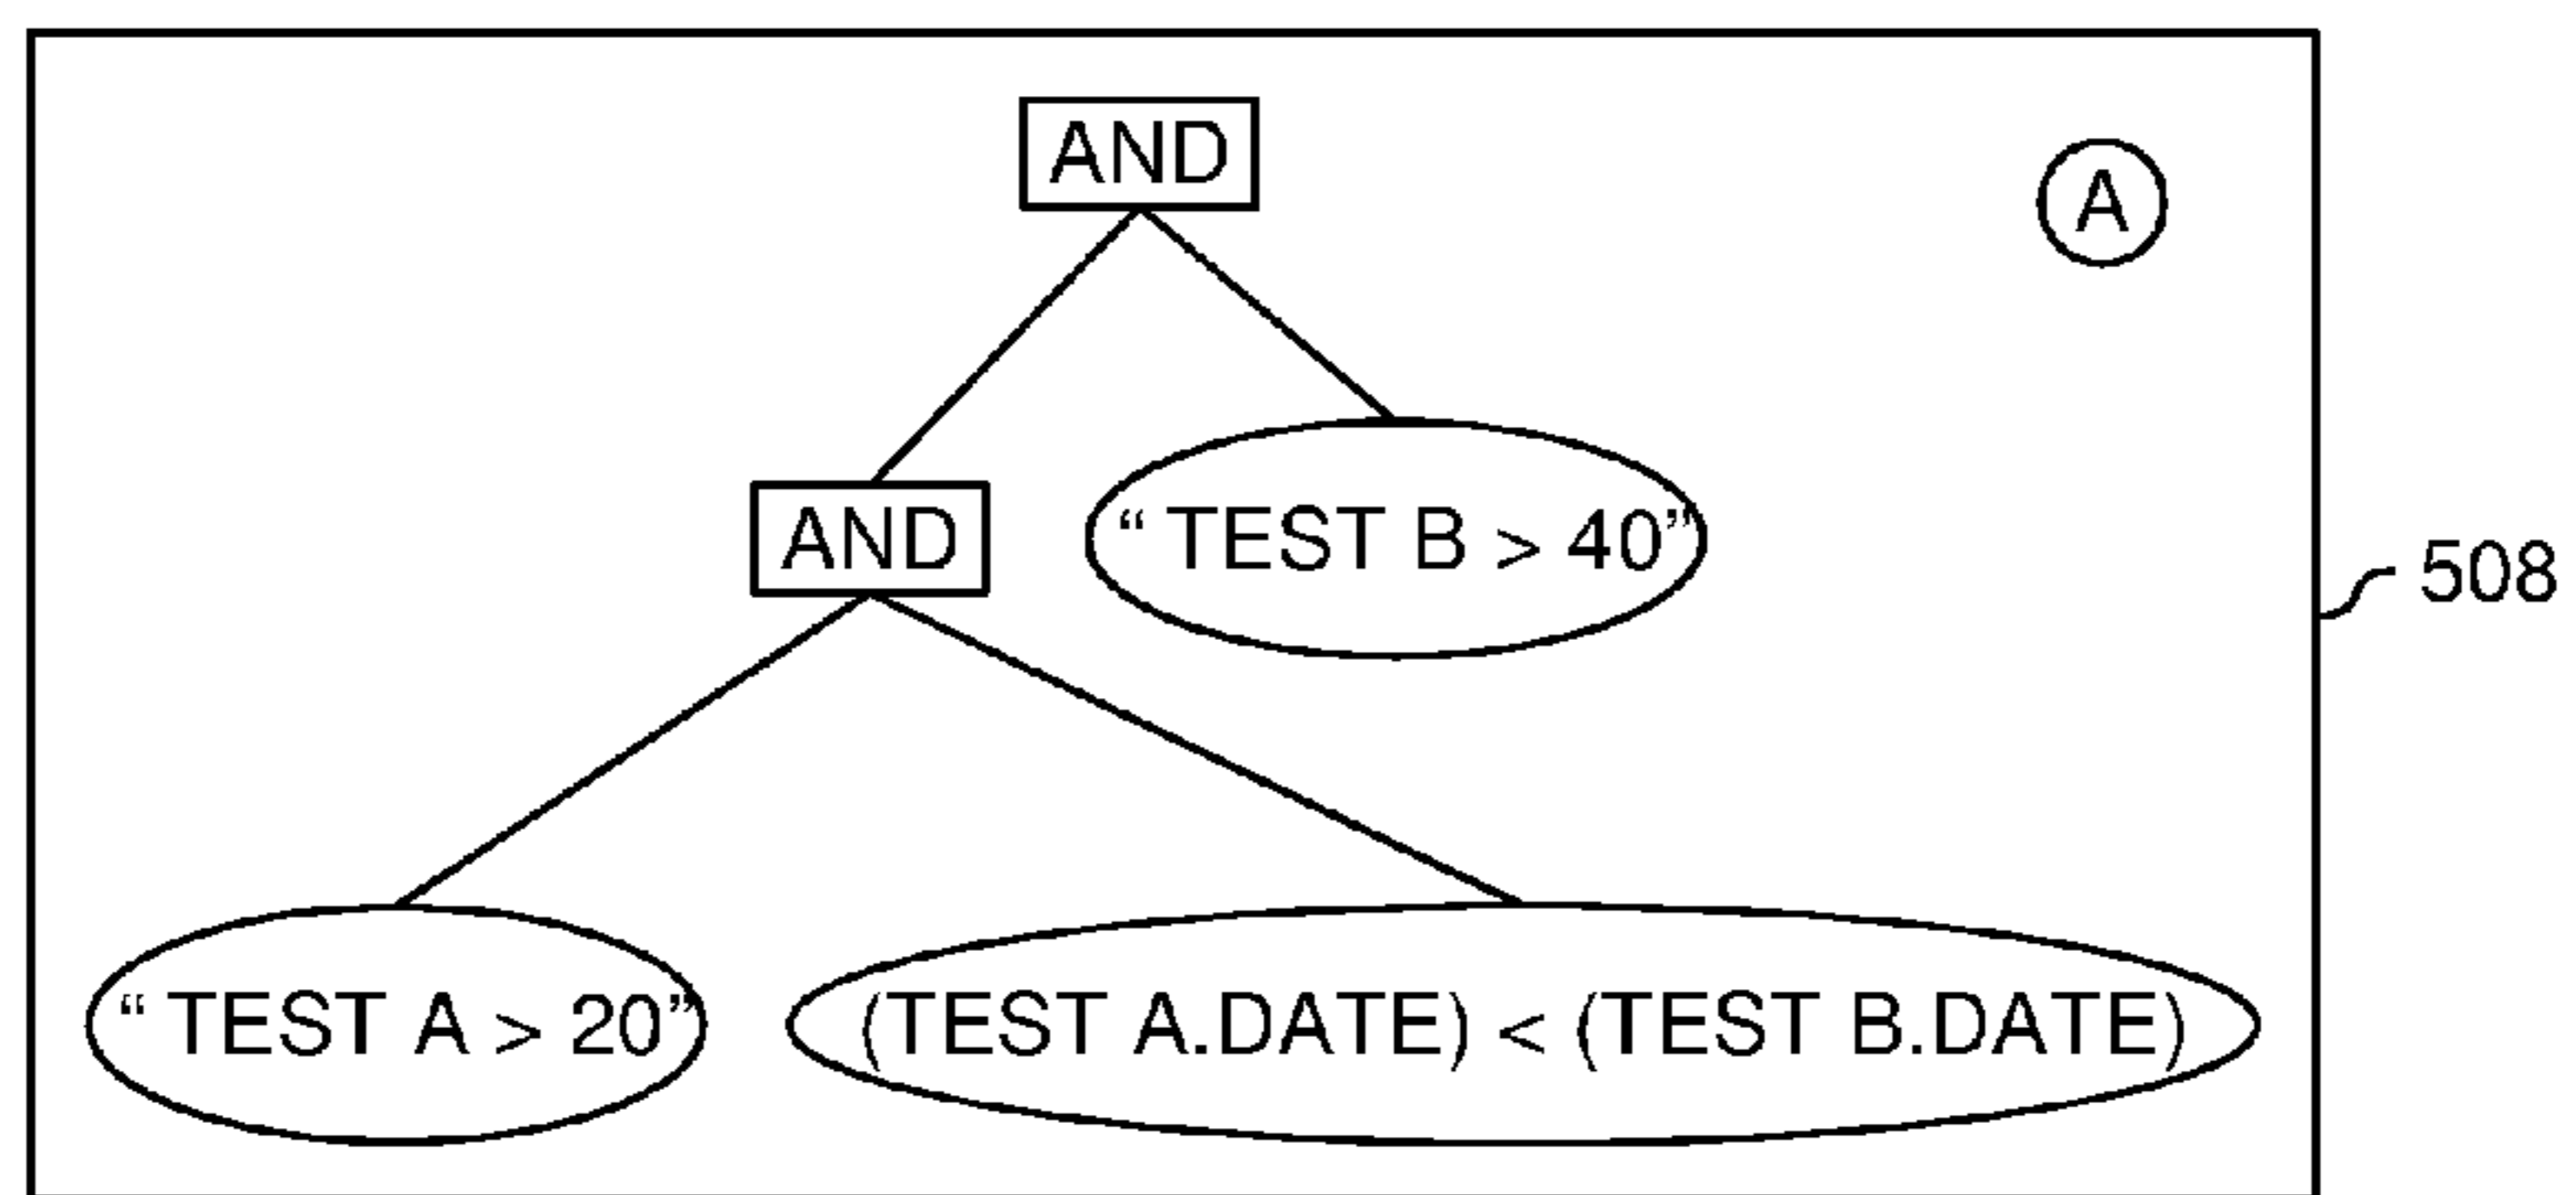 AND
A
AND
“ TEST B > 40”
508
“ TEST A > 20”
(TEST A.DATE) < (TEST B.DATE)